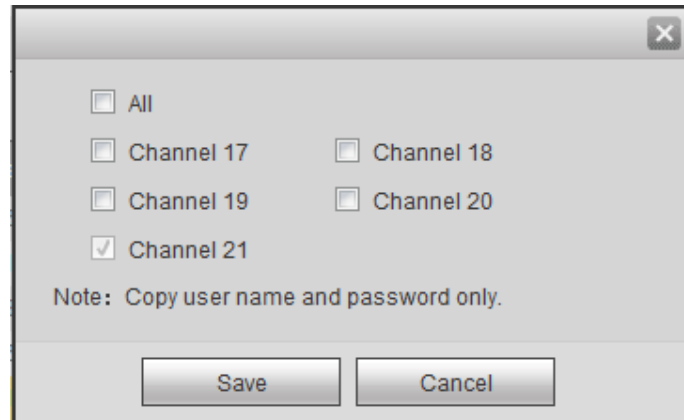 All
Channel 17 Channel 18
Channel 19 Channel 20
Channel 21
Note: Copy user name and password only.
Save Cancel